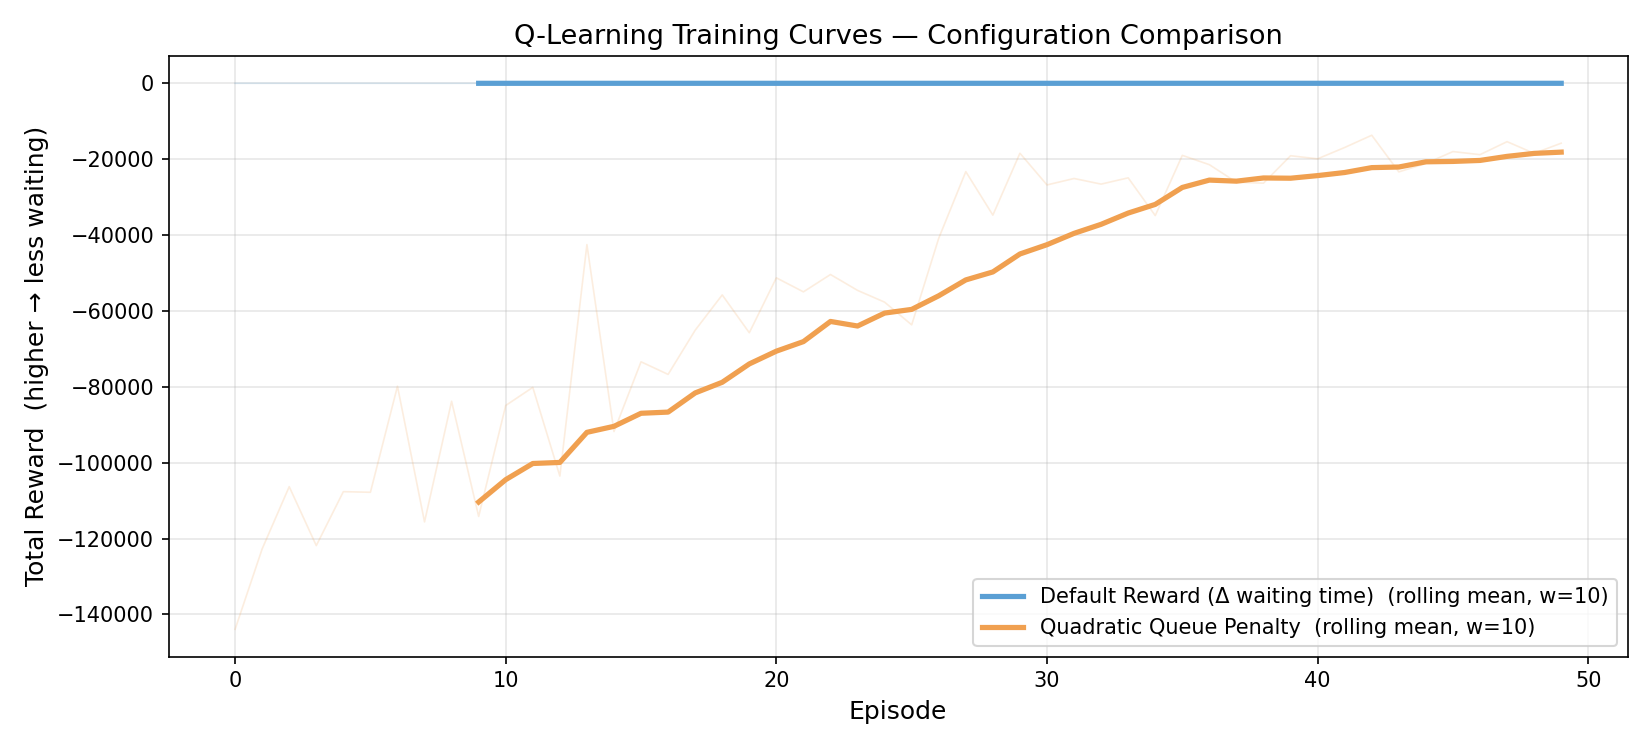 Q-Learning Training Curves — Configuration Comparison
Total Reward  (higher → less waiting)
0
−20000
−40000
−60000
−80000
−100000
−120000
−140000
Default Reward (Δ waiting time)  (rolling mean, w=10)
Quadratic Queue Penalty  (rolling mean, w=10)
0 10 20 30 40 50
Episode